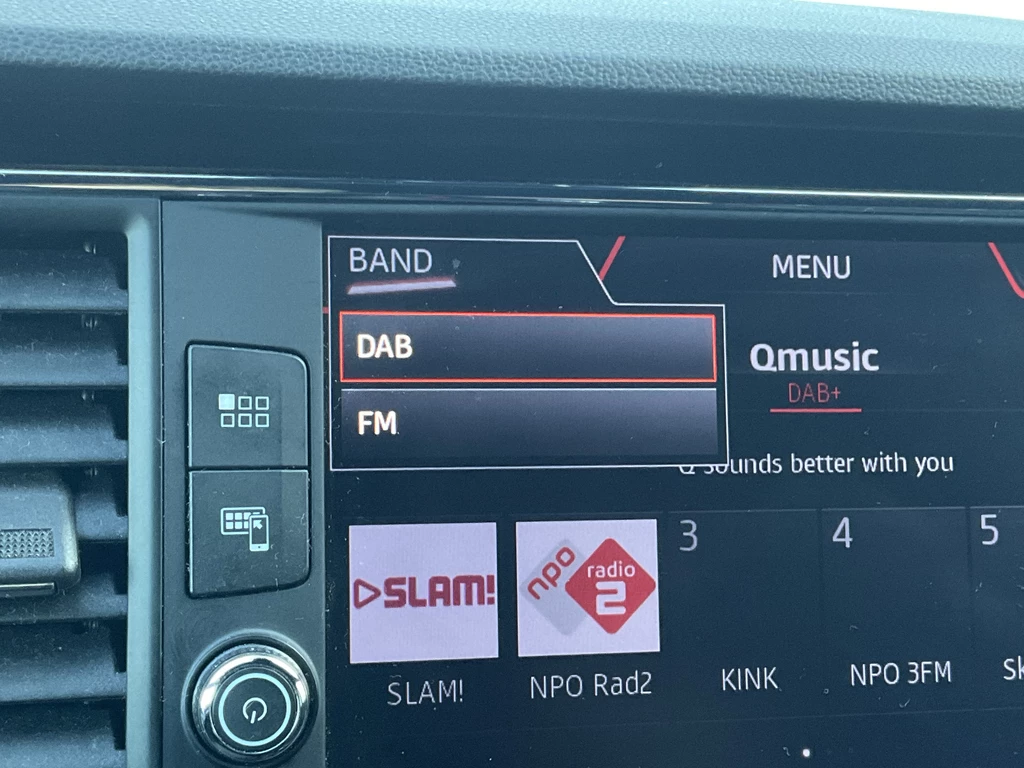 BAND
MENU
DAB
FM
Qmusic
DAB+
Q sounds better with you
SLAM!
npo
radio
2
3
4
5
SLAM!
NPO Rad2
KINK
NPO 3FM